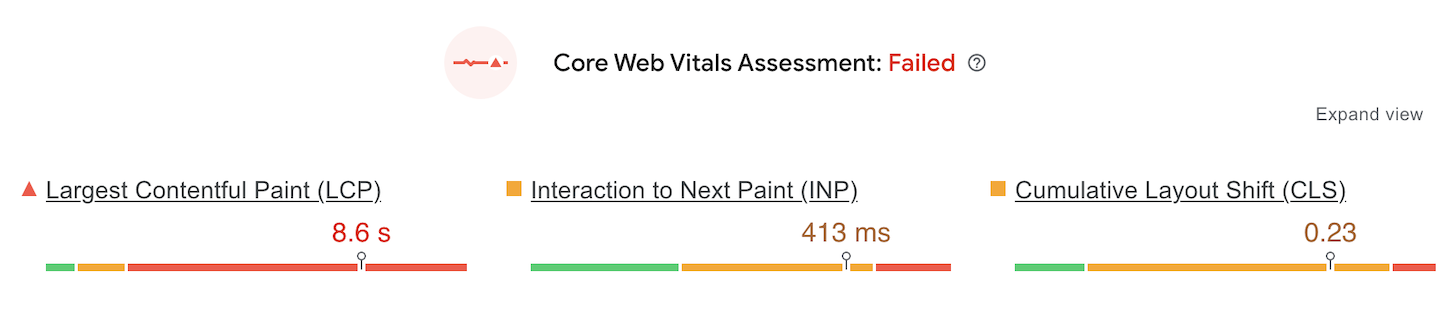 Core Web Vitals Assessment: Failed
Expand view
Largest Contentful Paint (LCP)
8.6 s
Interaction to Next Paint (INP)
413 ms
Cumulative Layout Shift (CLS)
0.23